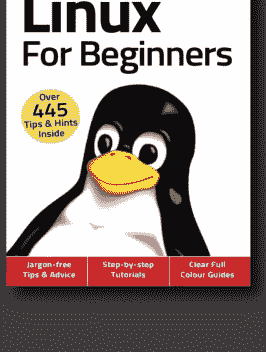 Linux
For Beginners
Over
445
Tips & Hints
Inside
Jargon-free
Tips & Advice
Step-by-step
Tutorials
Clear Full
Colour Guides